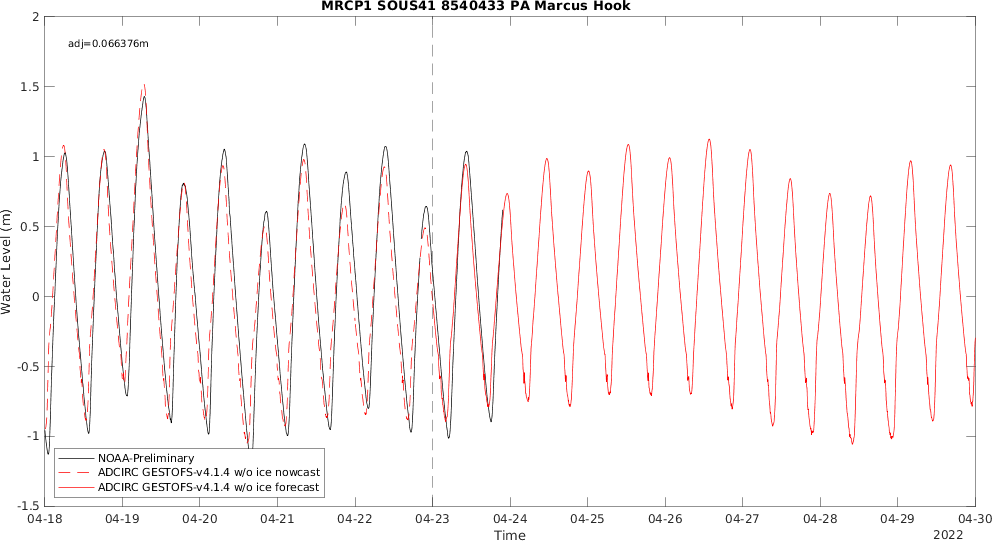 MRCP1 SOUS41 8540433 PA Marcus Hook
adj=0.066376m
2
1.5
1
0.5
0
-0.5
-1
-1.5
Water Level (m)
NOAA-Preliminary
ADCIRC GESTOFS-v4.1.4 w/o ice nowcast
ADCIRC GESTOFS-v4.1.4 w/o ice forecast
04-18 04-19 04-20 04-21 04-22 04-23 04-24 04-25 04-26 04-27 04-28 04-29 04-30
Time
2022